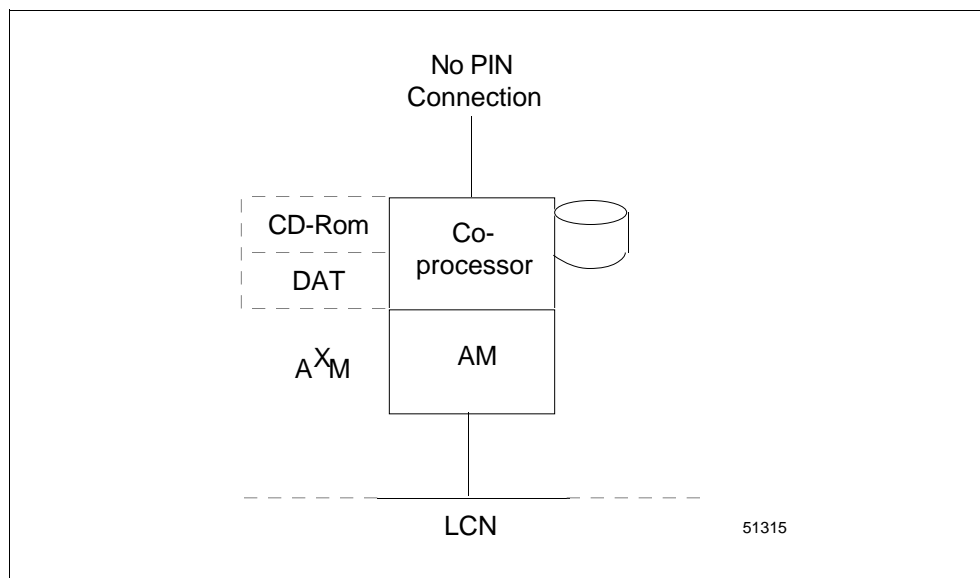 No PIN
Connection
CD-Rom
Co-
processor
DAT
AXM
AM
LCN
51315